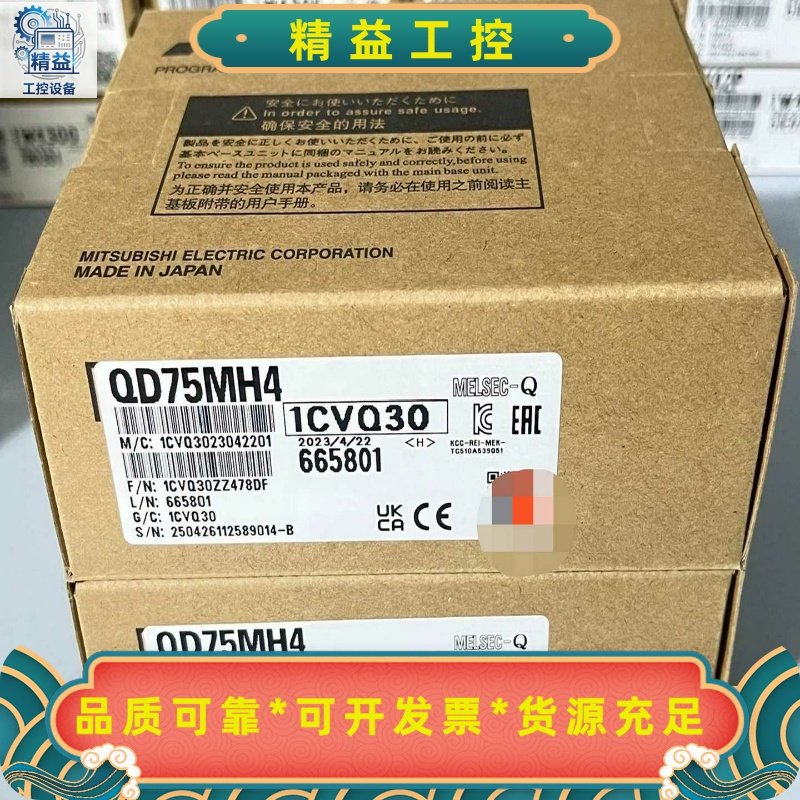 精益工控
精益
工控设备
PROGRA
安全にお使いいただくために
In order to assure safe usage.
确保安全的用法
製品を安全に正しくお使いいただくために、ご使用の前に必ず
基本ベースユニットに同梱のマニュアルをお読みください。
To ensure the product is used safely and correctly, before using
please read the manual packaged with the main base unit.
为正确并安全使用本产品，请务必在使用之前阅读主
基板附带的用户手册.
MITSUBISHI ELECTRIC CORPORATION
MADE IN JAPAN
QD75MH4
MELSEC-Q
1CVQ30
2023/4/22 <H>
665801
KCC-REI-MEK-
TC510A539G51
EAC
M/C: 1CVQ3023042201
F/N: 1CVQ30ZZ478DF
L/N: 665801
G/C: 1CVQ30
S/N: 250426112589014-B
UK
CA
CE
QD75MH4
MELSEC-Q
品质可靠*可开发票*货源充足